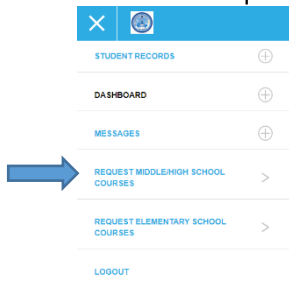 STUDENT RECORDS
DASHBOARD
MESSAGES
REQUEST MIDDLE/HIGH SCHOOL
COURSES
REQUEST ELEMENTARY SCHOOL
COURSES
LOGOUT